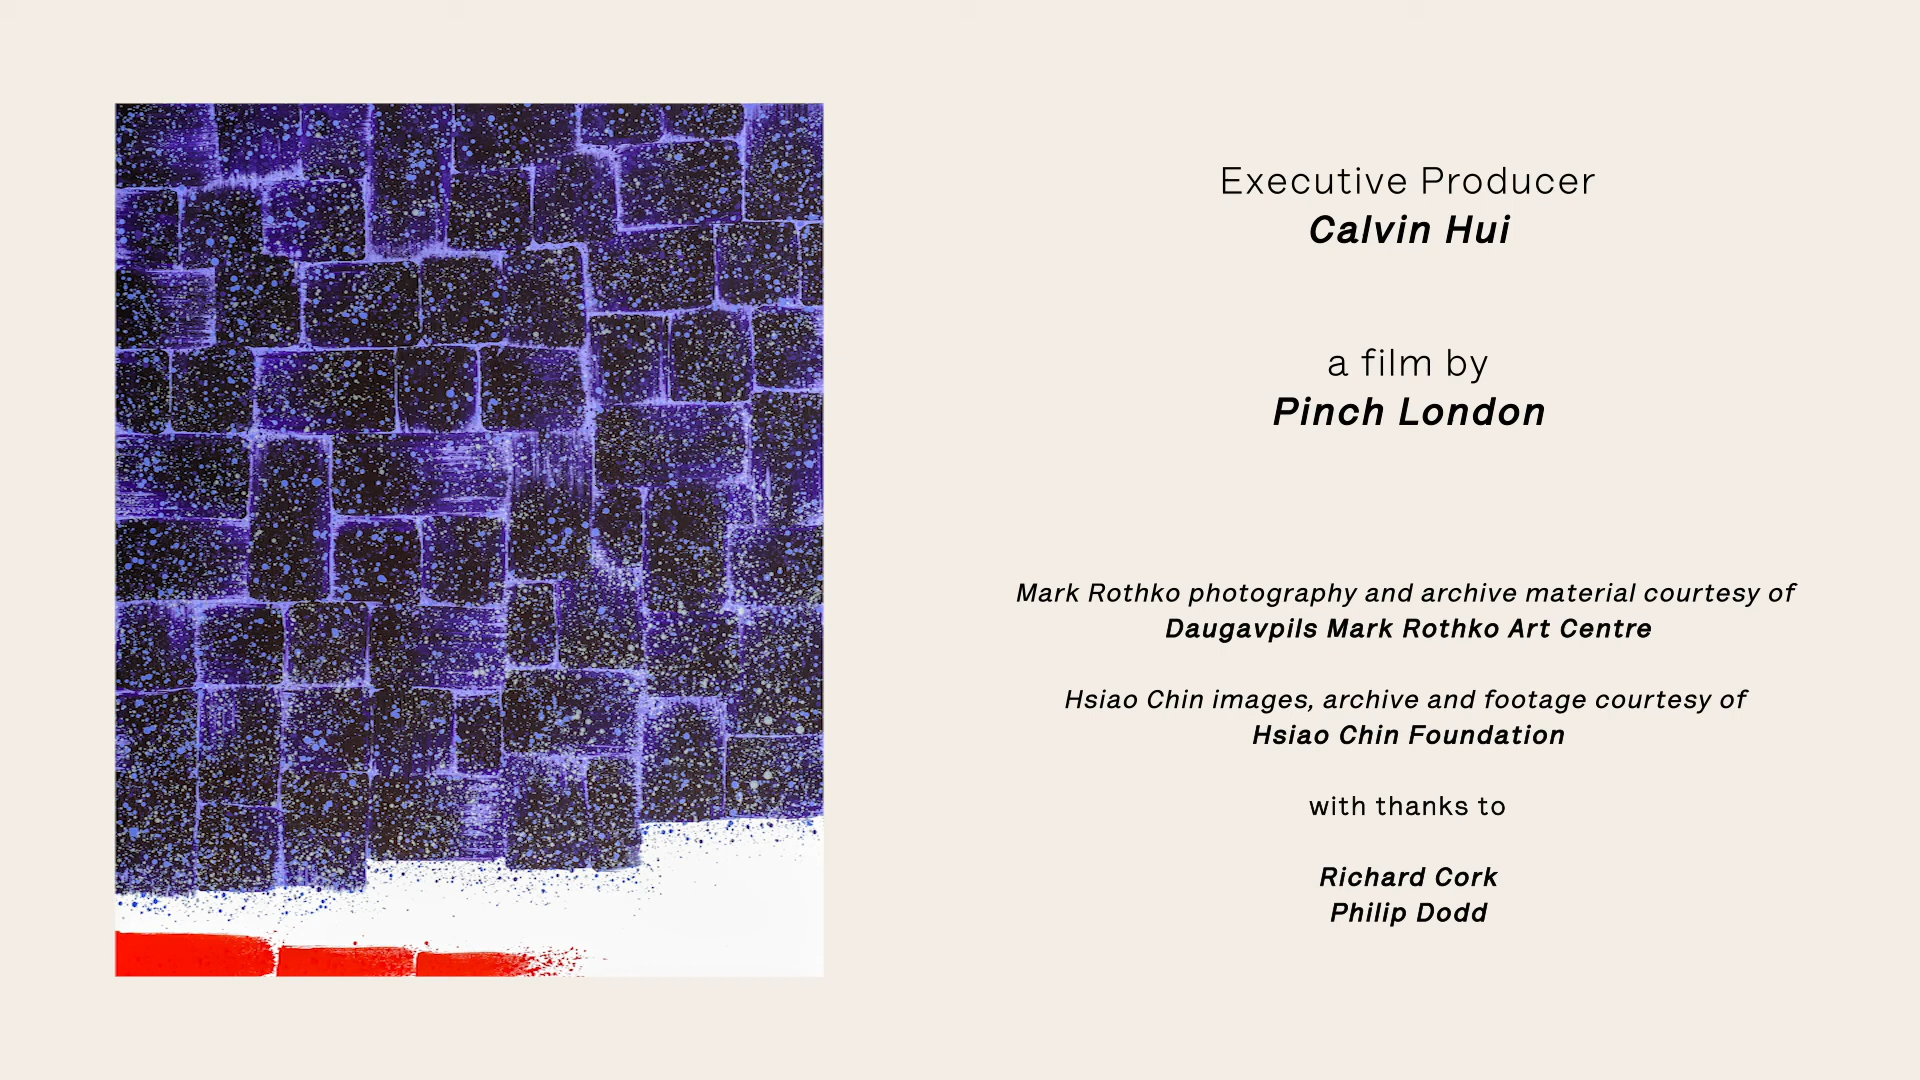 Executive Producer
Calvin Hui
a film by
Pinch London
Mark Rothko photography and archive material courtesy of
Daugavpils Mark Rothko Art Centre
Hsiao Chin images, archive and footage courtesy of
Hsiao Chin Foundation
with thanks to
Richard Cork
Philip Dodd